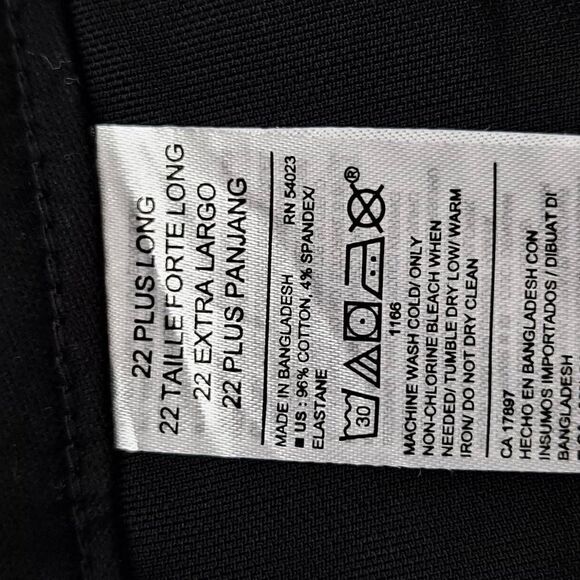 22 PLUS LONG
22 TAILLE FORTE LONG
22 EXTRA LARGO
22 PLUS PANJANG
MADE IN BANGLADESH RN 54023
■ US : 96% COTTON, 4% SPANDEX/
ELASTANE
30 ®
1166
MACHINE WASH COLD/ ONLY
NON-CHLORINE BLEACH WHEN
NEEDED/ TUMBLE DRY LOW/ WARM
IRON/ DO NOT DRY CLEAN
CA 17897
HECHO EN BANGLADESH CON
INSUMOS IMPORTADOS / DIBUAT DI
BANGLADESH